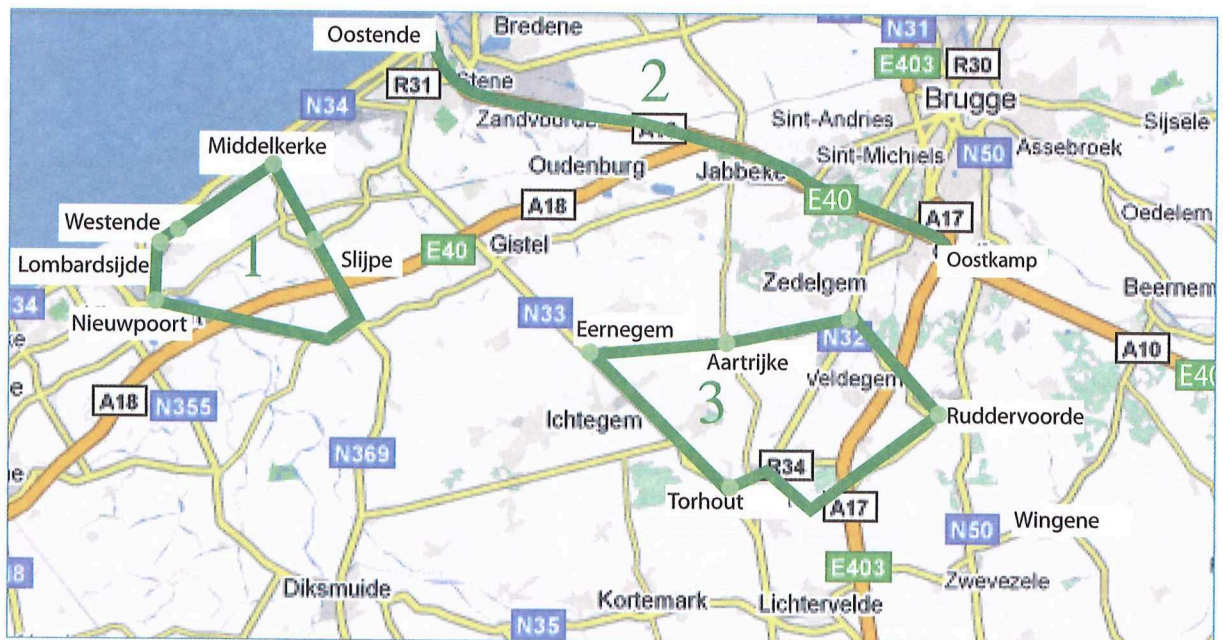 Bredene
N31
Oostende
E403
R30
R31
Stene
2
Brugge
N34
Zandvoorde
Sint-Andries
Sijsele
Middelkerke
Sint-Michiels
N50
Assebroek
Oudenburg
Jabbeke
A18
E40
A17
Oedelem
Westende
Lombardsijde
1
Slijpe
E40
Gistel
Oostkamp
34
Nieuwpoort
Zedelgem
Beernem
N33
Eernegem
N32
Aartrijke
A10
E40
A18
N355
Veldegem
3
Ichtegem
Ruddervoorde
N369
R34
Torhout
A17
N50
Wingene
8
E403
Diksmuide
Zwevezele
Kortemark
Lichtervelde
N35